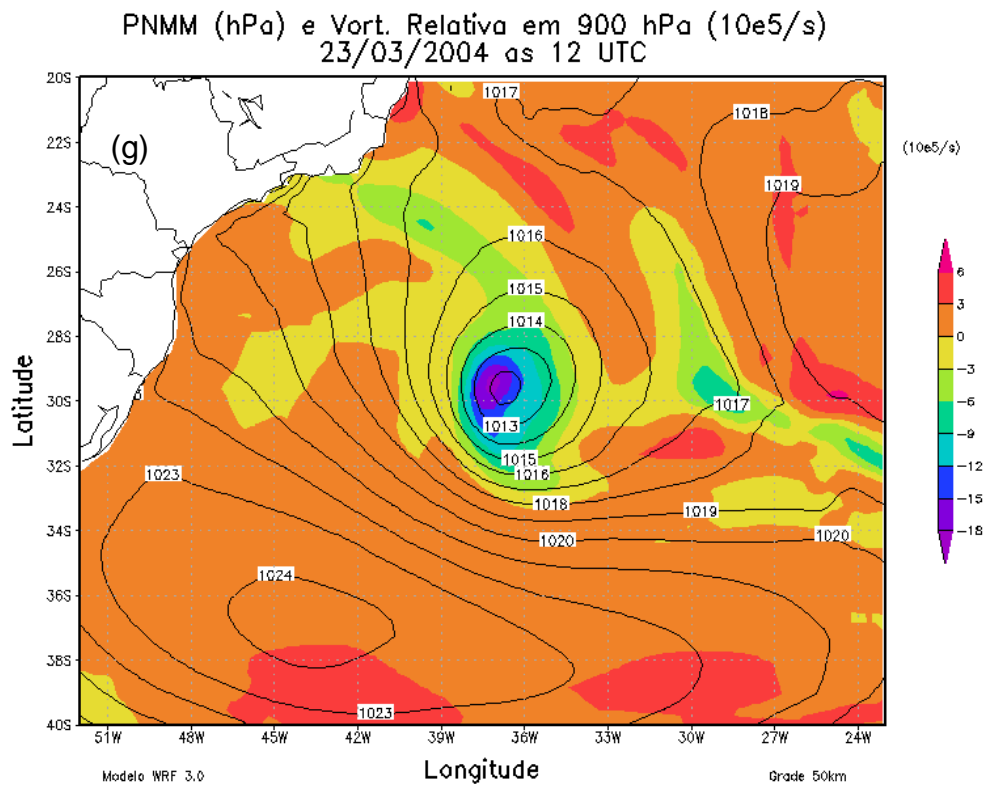 PNMM (hPa) e Vort. Relativa em 900 hPa (10e5/s)
23/03/2004 as 12 UTC
(g)
(10e5/s)
20S
22S
24S
26S
28S
30S
32S
34S
36S
38S
40S
Latitude
1017
1018
1019
1016
1015
1014
1013
1017
1015
1016
1018
1019
1020
1020
1023
1024
1023
6
3
0
−3
−6
−9
−12
−15
−18
51W 48W 45W 42W 39W 36W 33W 30W 27W 24W
Longitude
Modelo WRF 3.0
Grade 50km